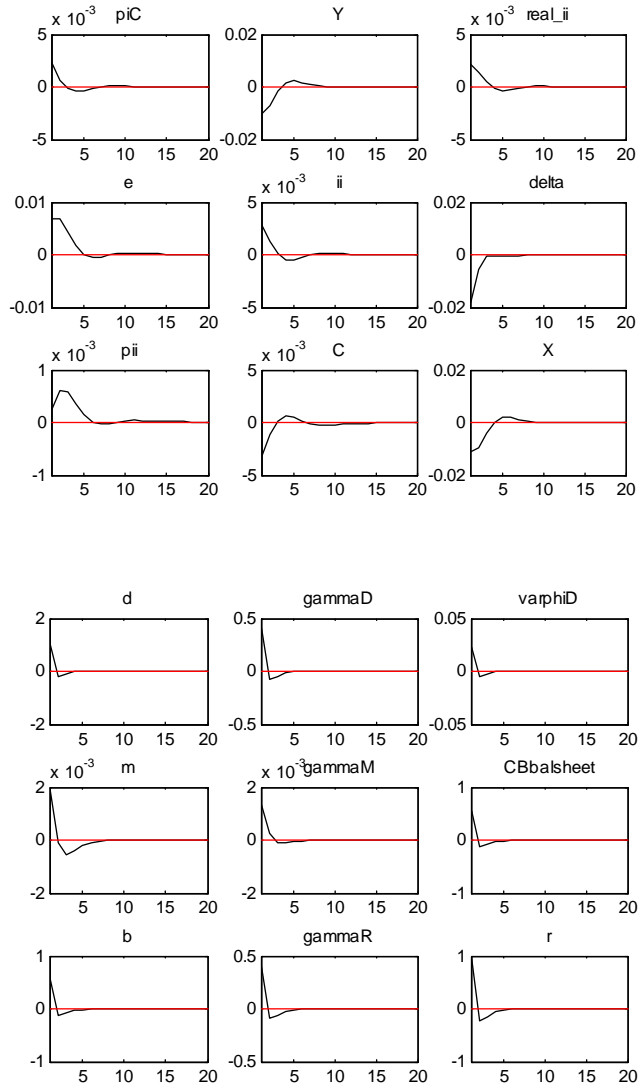 x 10⁻³ piC Y x 10⁻³ real_ii
5 0.02 5
0 0 0
-5 -0.02 -5
5 10 15 20 5 10 15 20 5 10 15 20
e x 10⁻³ ii delta
0.01 5 0.02
0 0 0
-0.01 -5 -0.02
5 10 15 20 5 10 15 20 5 10 15 20
x 10⁻³ pii x 10⁻³ C X
1 5 0.02
0 0 0
-1 -5 -0.02
5 10 15 20 5 10 15 20 5 10 15 20
d gammaD varphiD
2 0.5 0.05
0 0 0
-2 -0.5 -0.05
5 10 15 20 5 10 15 20 5 10 15 20
x 10⁻³ m x 10⁻³ gammaM CBbalsheet
2 2 1
0 0 0
-2 -2 -1
5 10 15 20 5 10 15 20 5 10 15 20
b gammaR r
1 0.5 1
0 0 0
-1 -0.5 -1
5 10 15 20 5 10 15 20 5 10 15 20